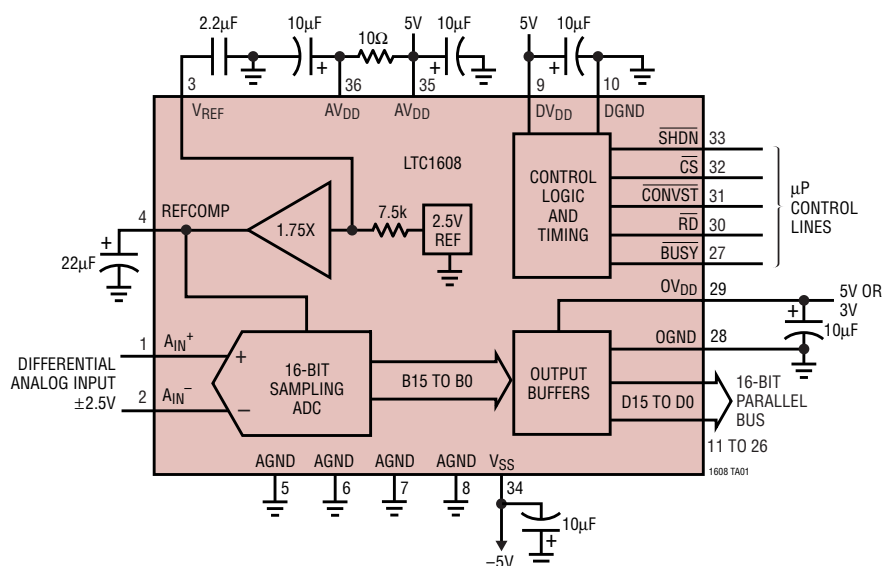 2.2µF
10µF
10Ω
5V
10µF
5V
10µF
3
36
35
9
10
VREF
AVDD
AVDD
DVDD
DGND
LTC1608
SHDN
33
CS
32
CONVST
31
RD
30
BUSY
27
µP
CONTROL
LINES
CONTROL
LOGIC
AND
TIMING
4
REFCOMP
1.75X
7.5k
2.5V
REF
22µF
+
OVDD
29
5V OR
3V
10µF
OGND
28
DIFFERENTIAL
ANALOG INPUT
±2.5V
1
AIN+
2
AIN−
+
−
16-BIT
SAMPLING
ADC
B15 TO B0
OUTPUT
BUFFERS
D15 TO D0
16-BIT
PARALLEL
BUS
11 TO 26
AGND
AGND
AGND
AGND
VSS
5
6
7
8
34
10µF
+
–5V
1608 TA01